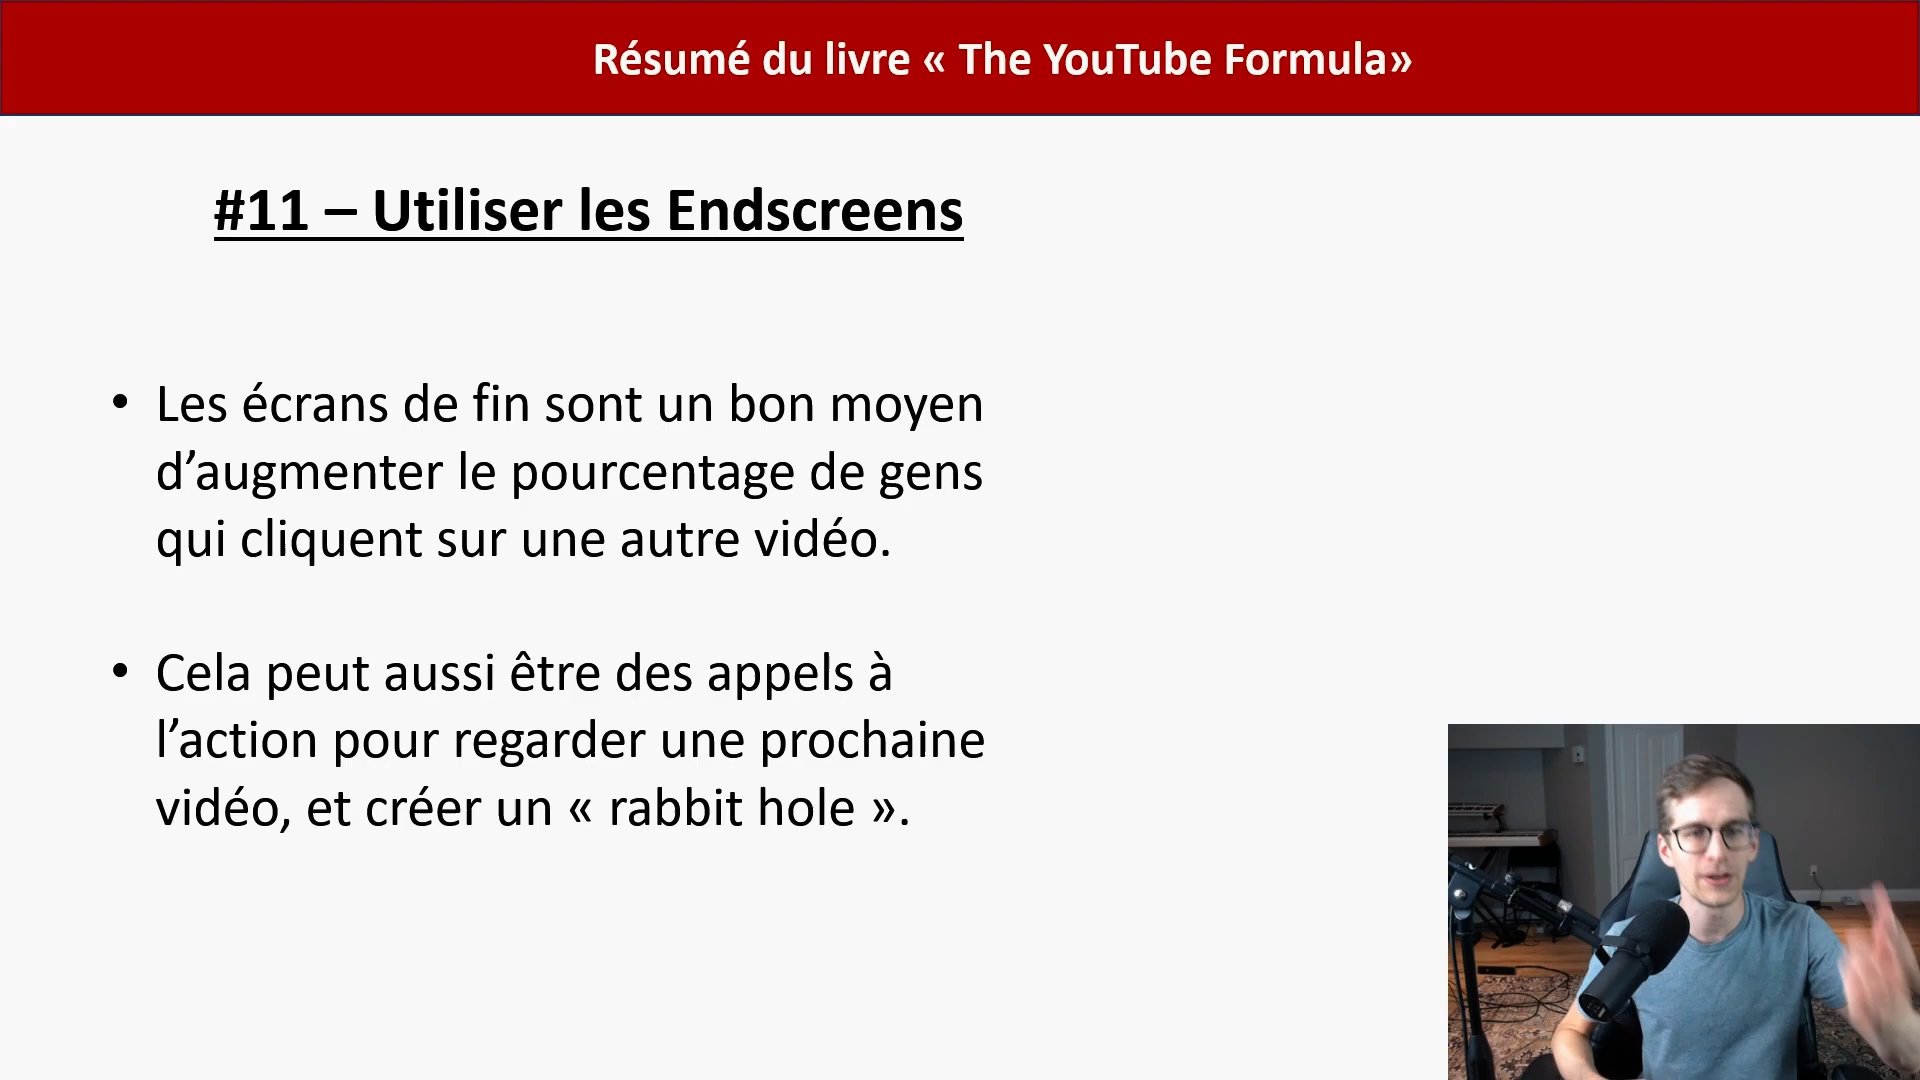 Résumé du livre « The YouTube Formula»
#11 – Utiliser les Endscreens
• Les écrans de fin sont un bon moyen
d’augmenter le pourcentage de gens
qui cliquent sur une autre vidéo.
• Cela peut aussi être des appels à
l’action pour regarder une prochaine
vidéo, et créer un « rabbit hole ».